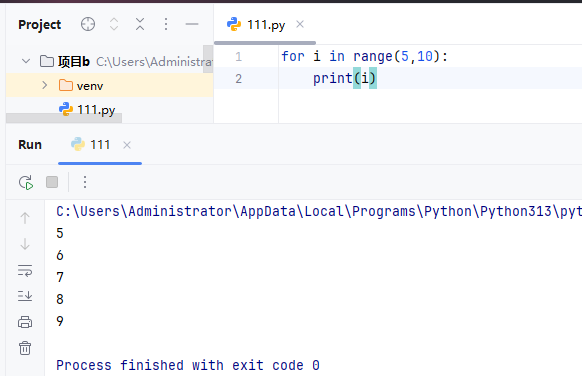 Project
项目b C:\Users\Administra
venv
111.py
111.py
1 for i in range(5,10):
2 print(i)
Run 111
C:\Users\Administrator\AppData\Local\Programs\Python\Python313\pyt
5
6
7
8
9
Process finished with exit code 0